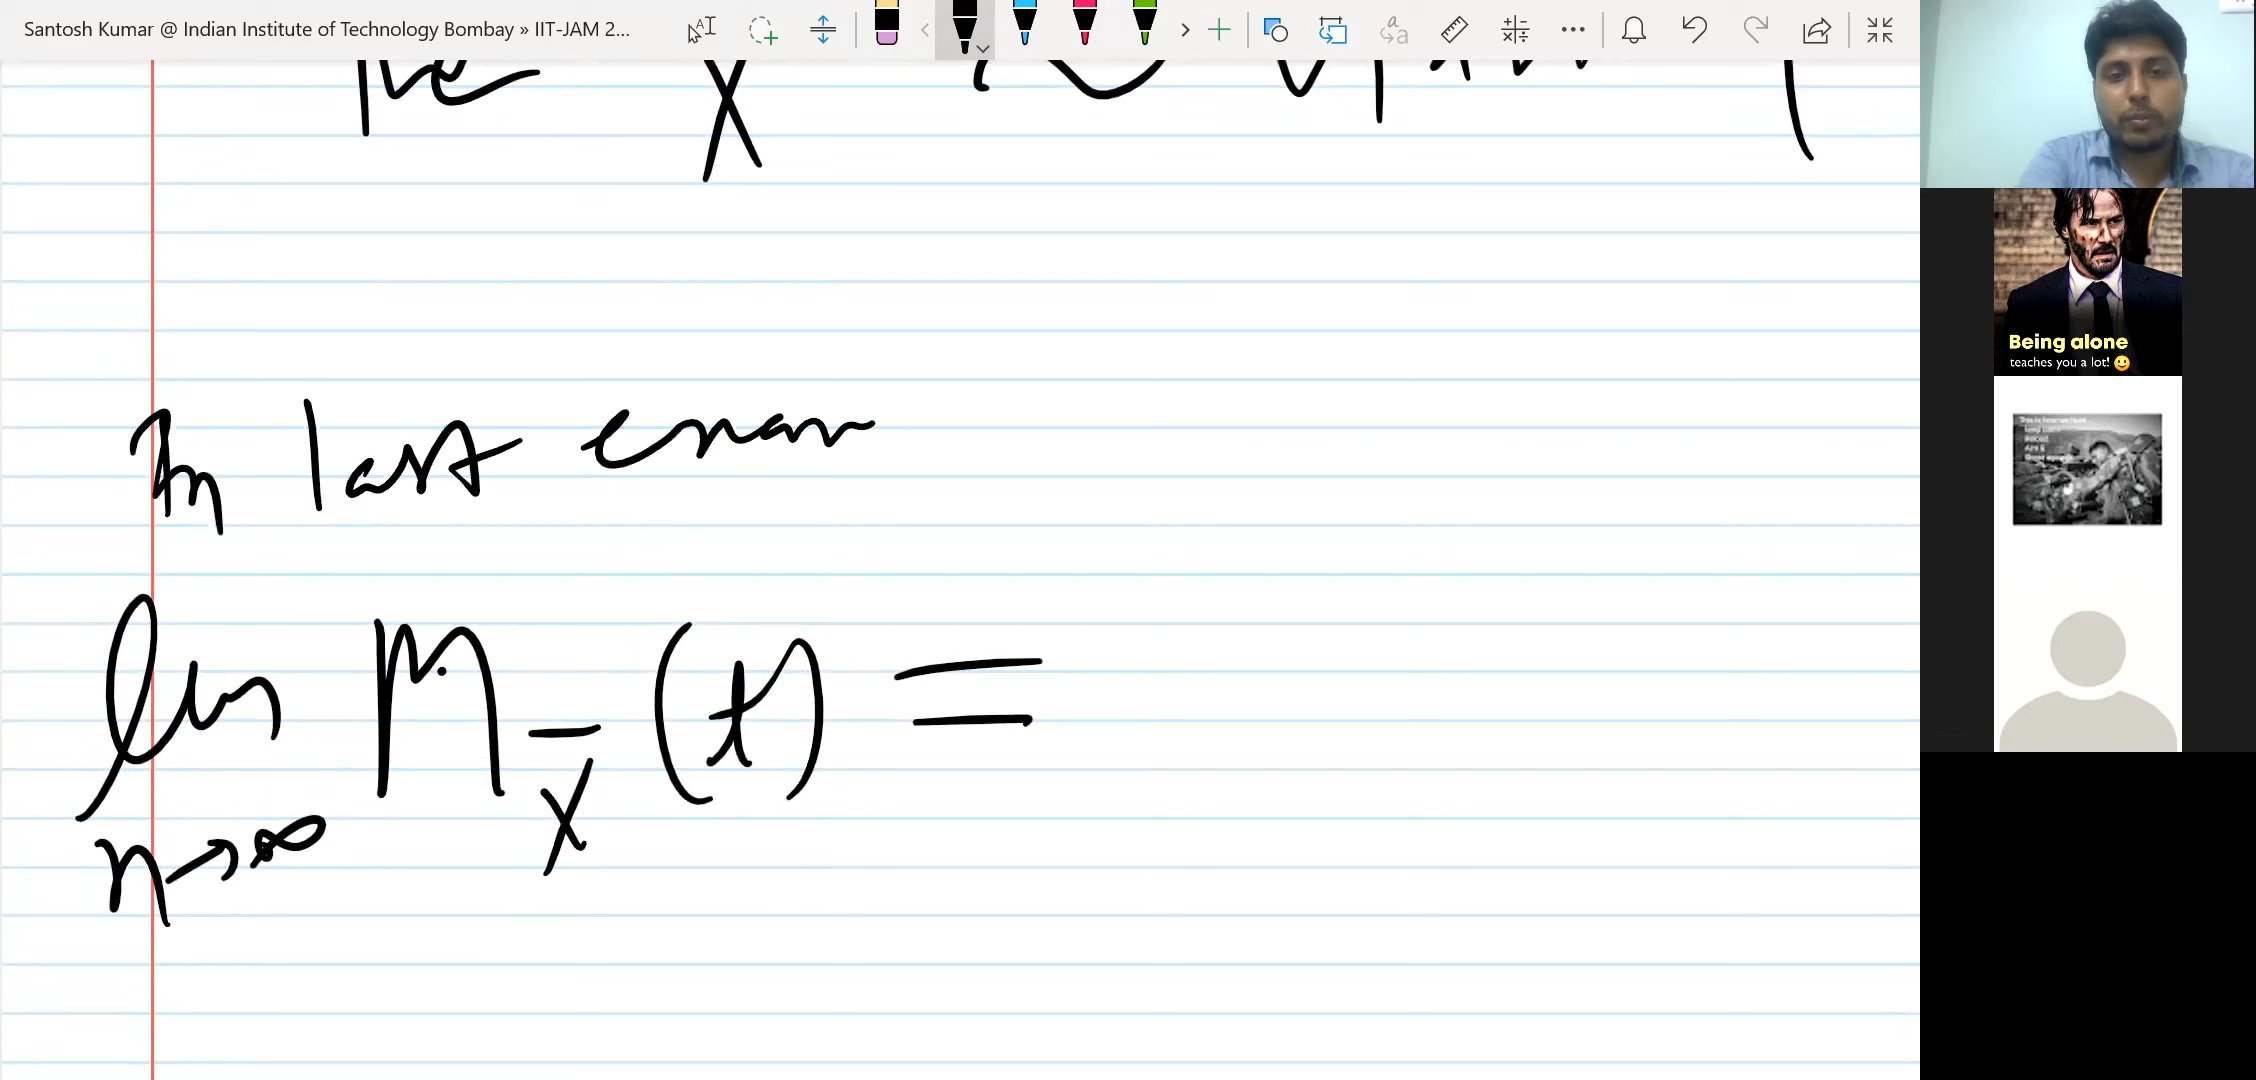 Santosh Kumar @ Indian Institute of Technology Bombay » IIT-JAM 2...
Being alone
teaches you a lot! 😀
In last exam
lim M_X̄ (t) =
n→∞